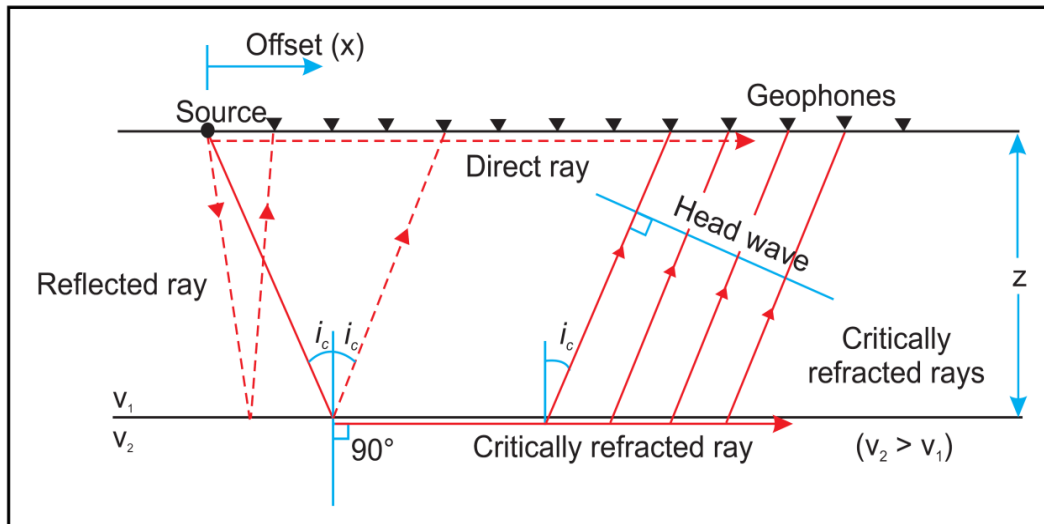 Offset (x)
Source
Geophones
Direct ray
Head wave
Reflected ray
z
i_c i_c
i_c
Critically
refracted rays
v₁
v₂
90°
Critically refracted ray
(v₂ > v₁)